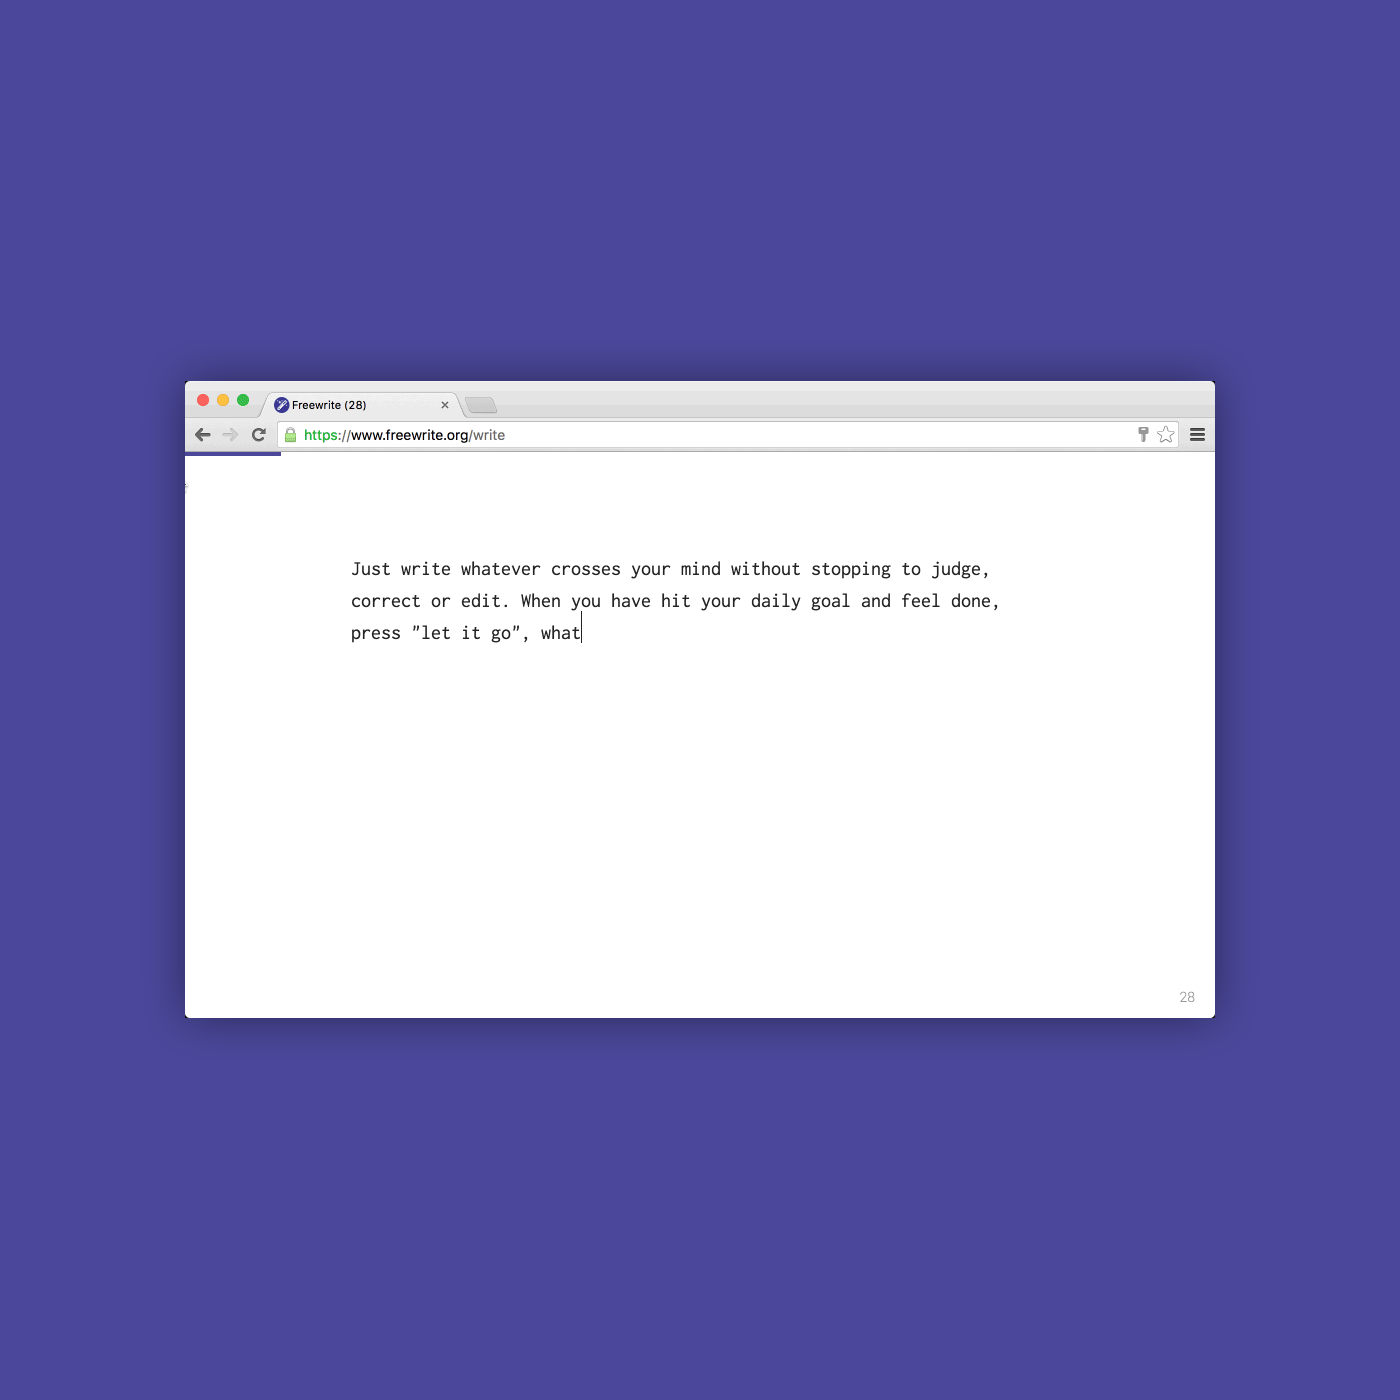 Freewrite (28)
https://www.freewrite.org/write
Just write whatever crosses your mind without stopping to judge,
correct or edit. When you have hit your daily goal and feel done,
press "let it go", what
28